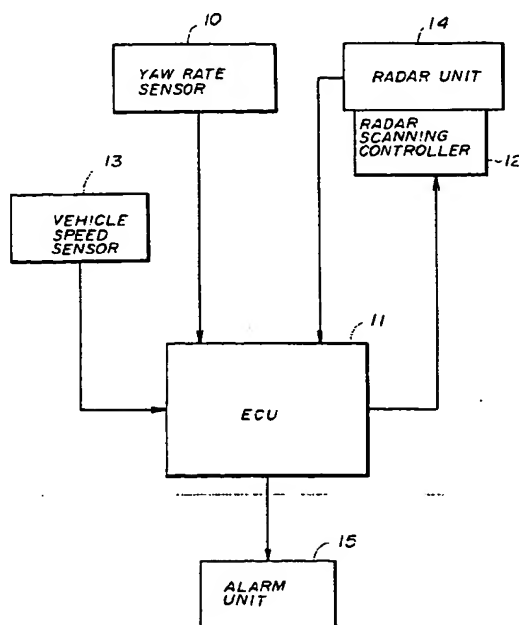 10
YAW RATE
SENSOR
14
RADAR UNIT
RADAR
SCANNING
CONTROLLER
12
13
VEHICLE
SPEED
SENSOR
11
ECU
15
ALARM
UNIT